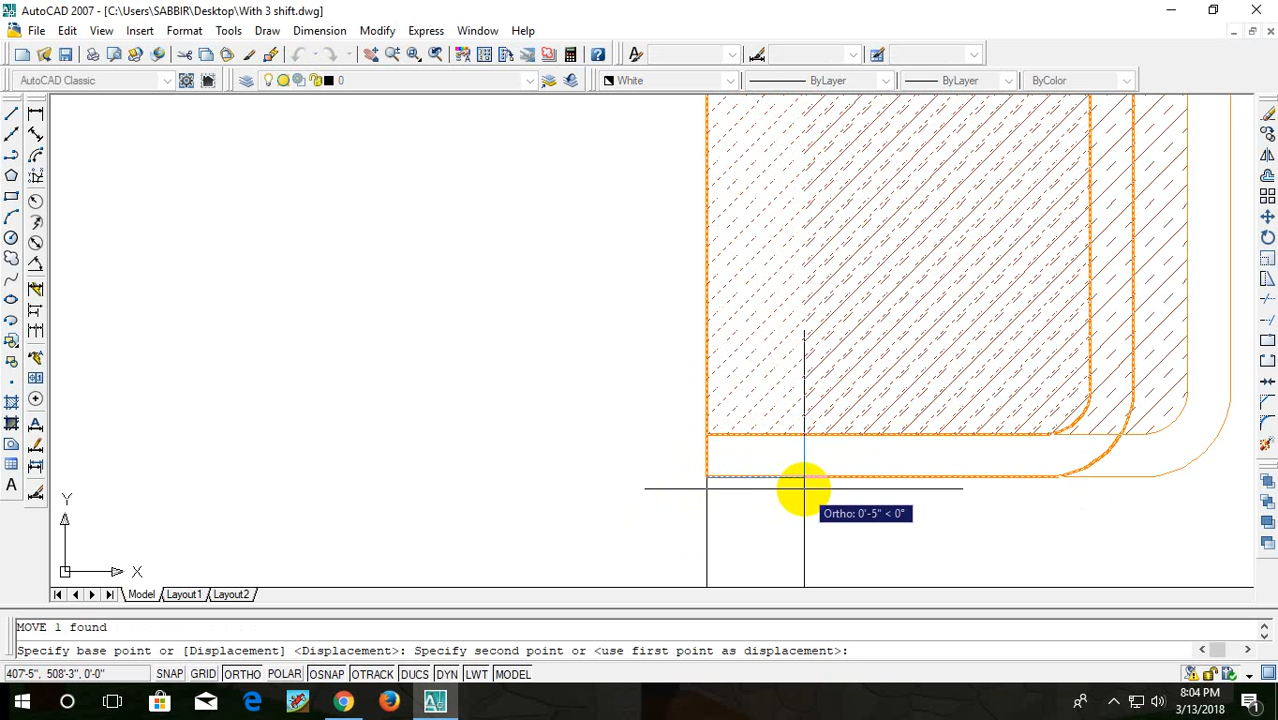 AutoCAD 2007 - [C:\Users\SABBIR\Desktop\With 3 shift.dwg]
File Edit View Insert Format Tools Draw Dimension Modify Express Window Help
AutoCAD Classic 0 White ByLayer ByLayer ByColor
Ortho: 0'-5" < 0°
Y
X
Model Layout1 Layout2
MOVE 1 found
Specify base point or [Displacement] <Displacement>: Specify second point or <use first point as displacement>:
407'-5", 508'-3", 0'-0" SNAP GRID ORTHO POLAR OSNAP OTRACK DUCS DYN LWT MODEL
8:04 PM
3/13/2018